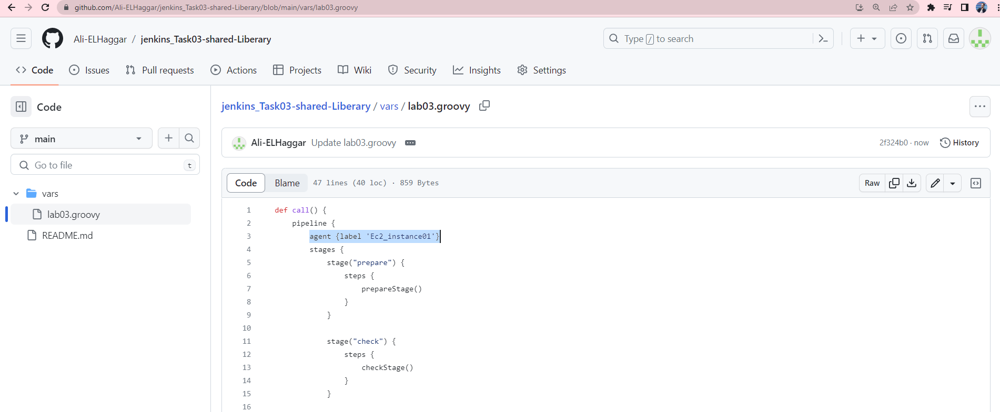 github.com/Ali-ELHaggar/jenkins_Task03-shared-Liberary/blob/main/vars/lab03.groovy
Ali-ELHaggar / jenkins_Task03-shared-Liberary
Type / to search
Code Issues Pull requests Actions Projects Wiki Security Insights Settings
Code
main
Go to file t
vars
lab03.groovy
README.md
jenkins_Task03-shared-Liberary / vars / lab03.groovy
Ali-ELHaggar Update lab03.groovy
2f324b0 · now History
Code Blame 47 lines (40 loc) · 859 Bytes
Raw
1 def call() {
2 pipeline {
3 agent {label 'Ec2_instance01'}
4 stages {
5 stage("prepare") {
6 steps {
7 prepareStage()
8 }
9 }
10
11 stage("check") {
12 steps {
13 checkStage()
14 }
15 }
16